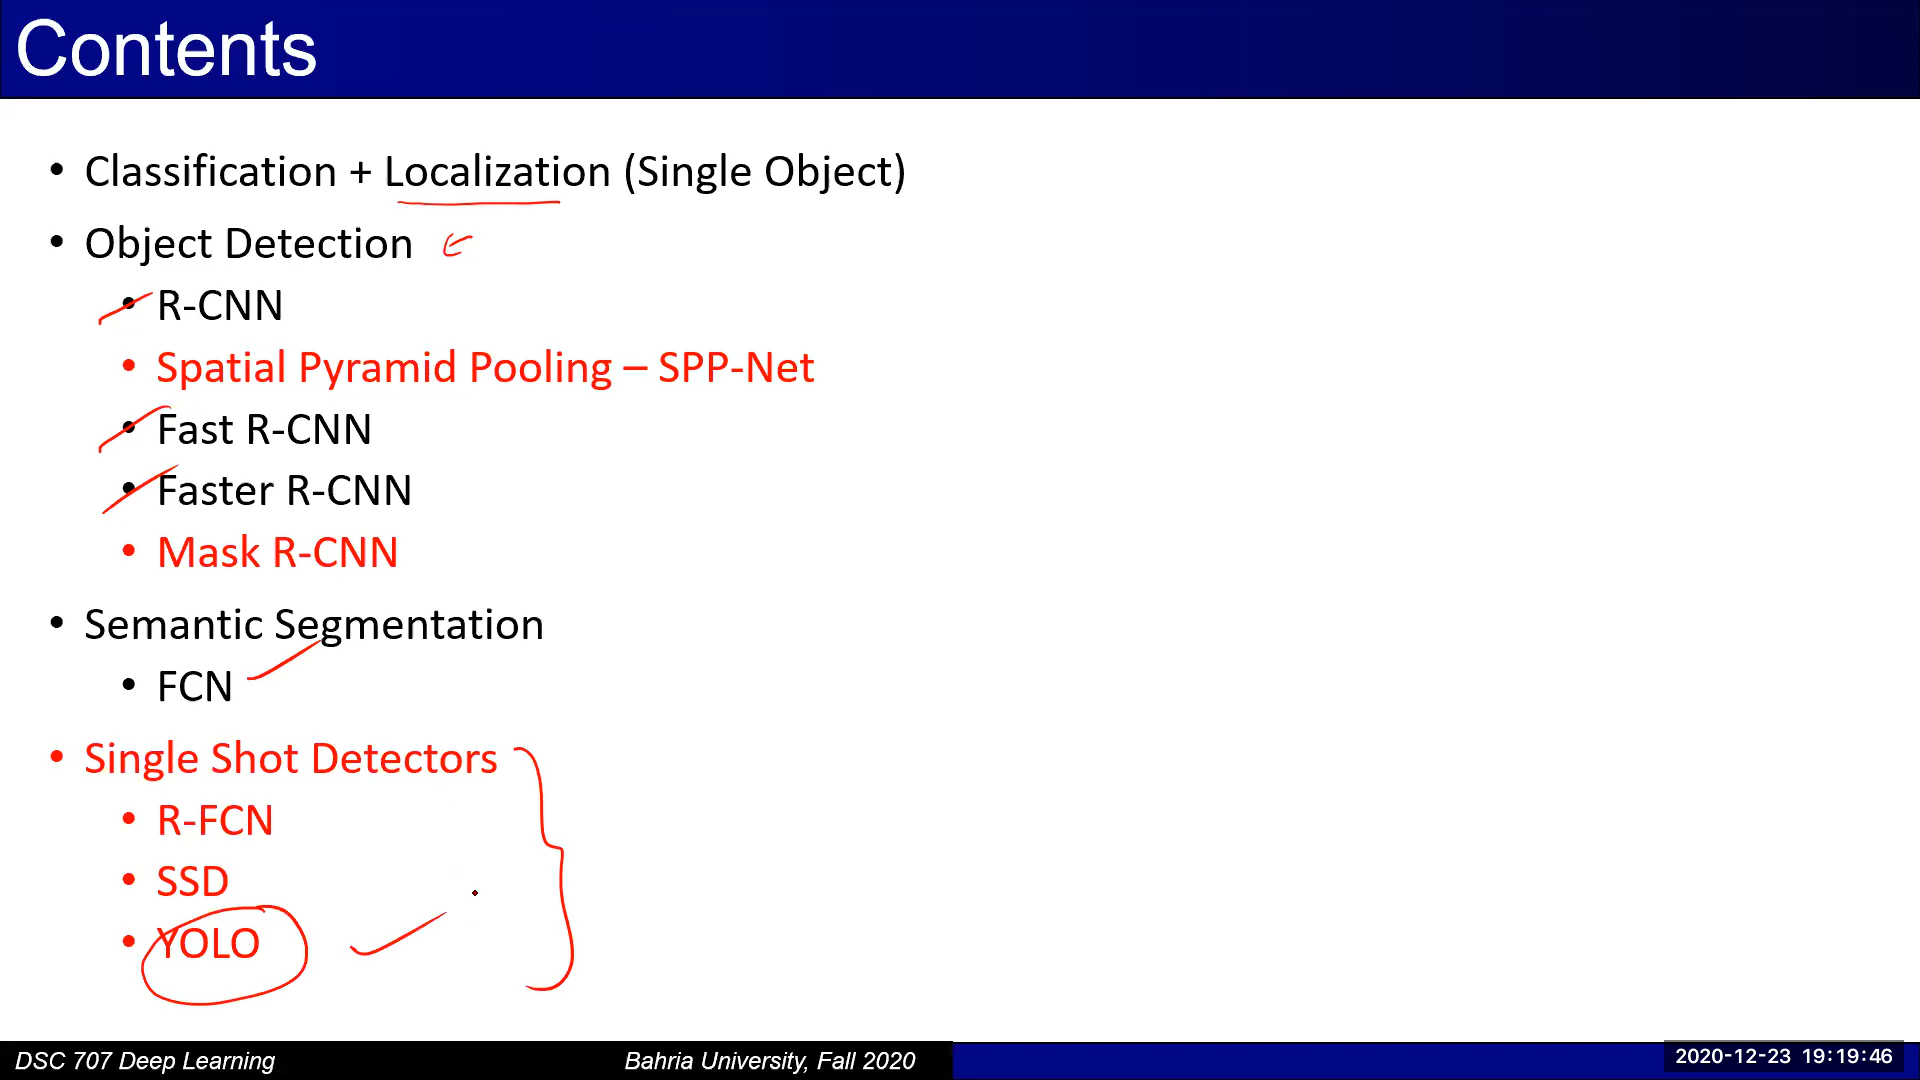 Contents
• Classification + Localization (Single Object)
• Object Detection
• R-CNN
• Spatial Pyramid Pooling – SPP-Net
• Fast R-CNN
• Faster R-CNN
• Mask R-CNN
• Semantic Segmentation
• FCN
• Single Shot Detectors
• R-FCN
• SSD
• YOLO
DSC 707 Deep Learning
Bahria University, Fall 2020
2020-12-23 19:19:46